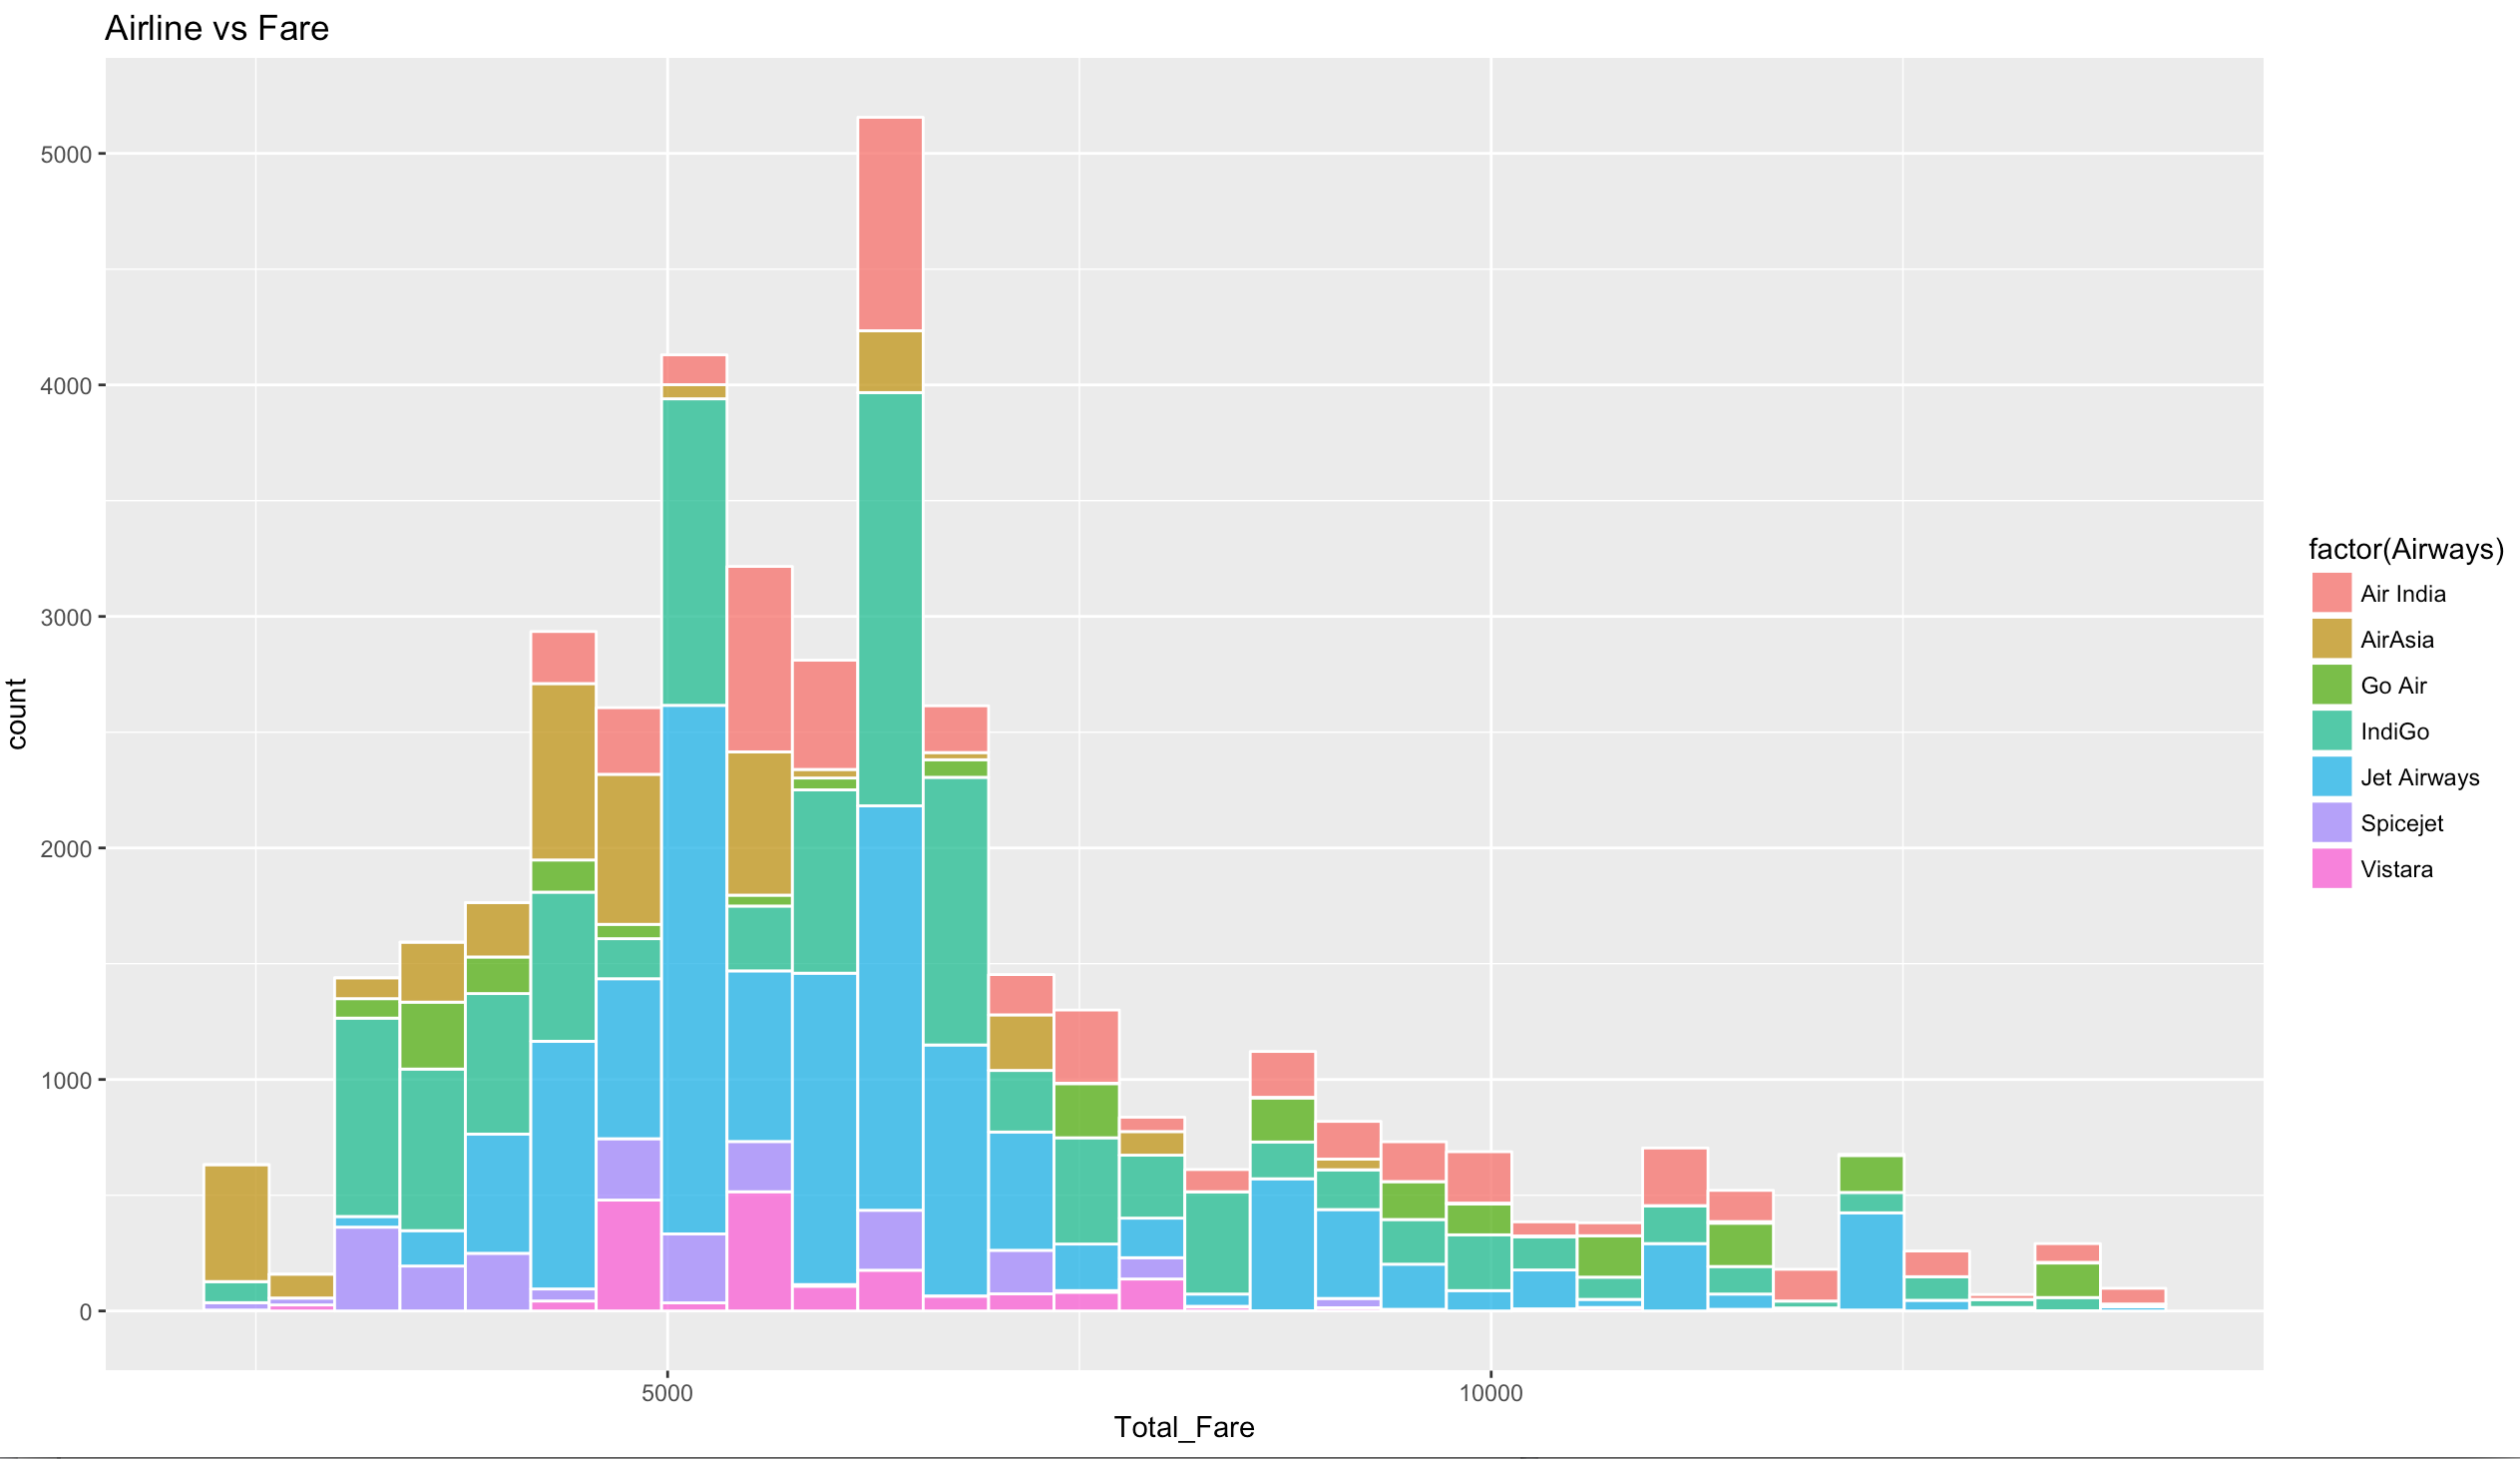 Airline vs Fare
5000
4000
3000
2000
1000
0
count
5000 10000
Total_Fare
factor(Airways)
Air India
AirAsia
Go Air
IndiGo
Jet Airways
Spicejet
Vistara